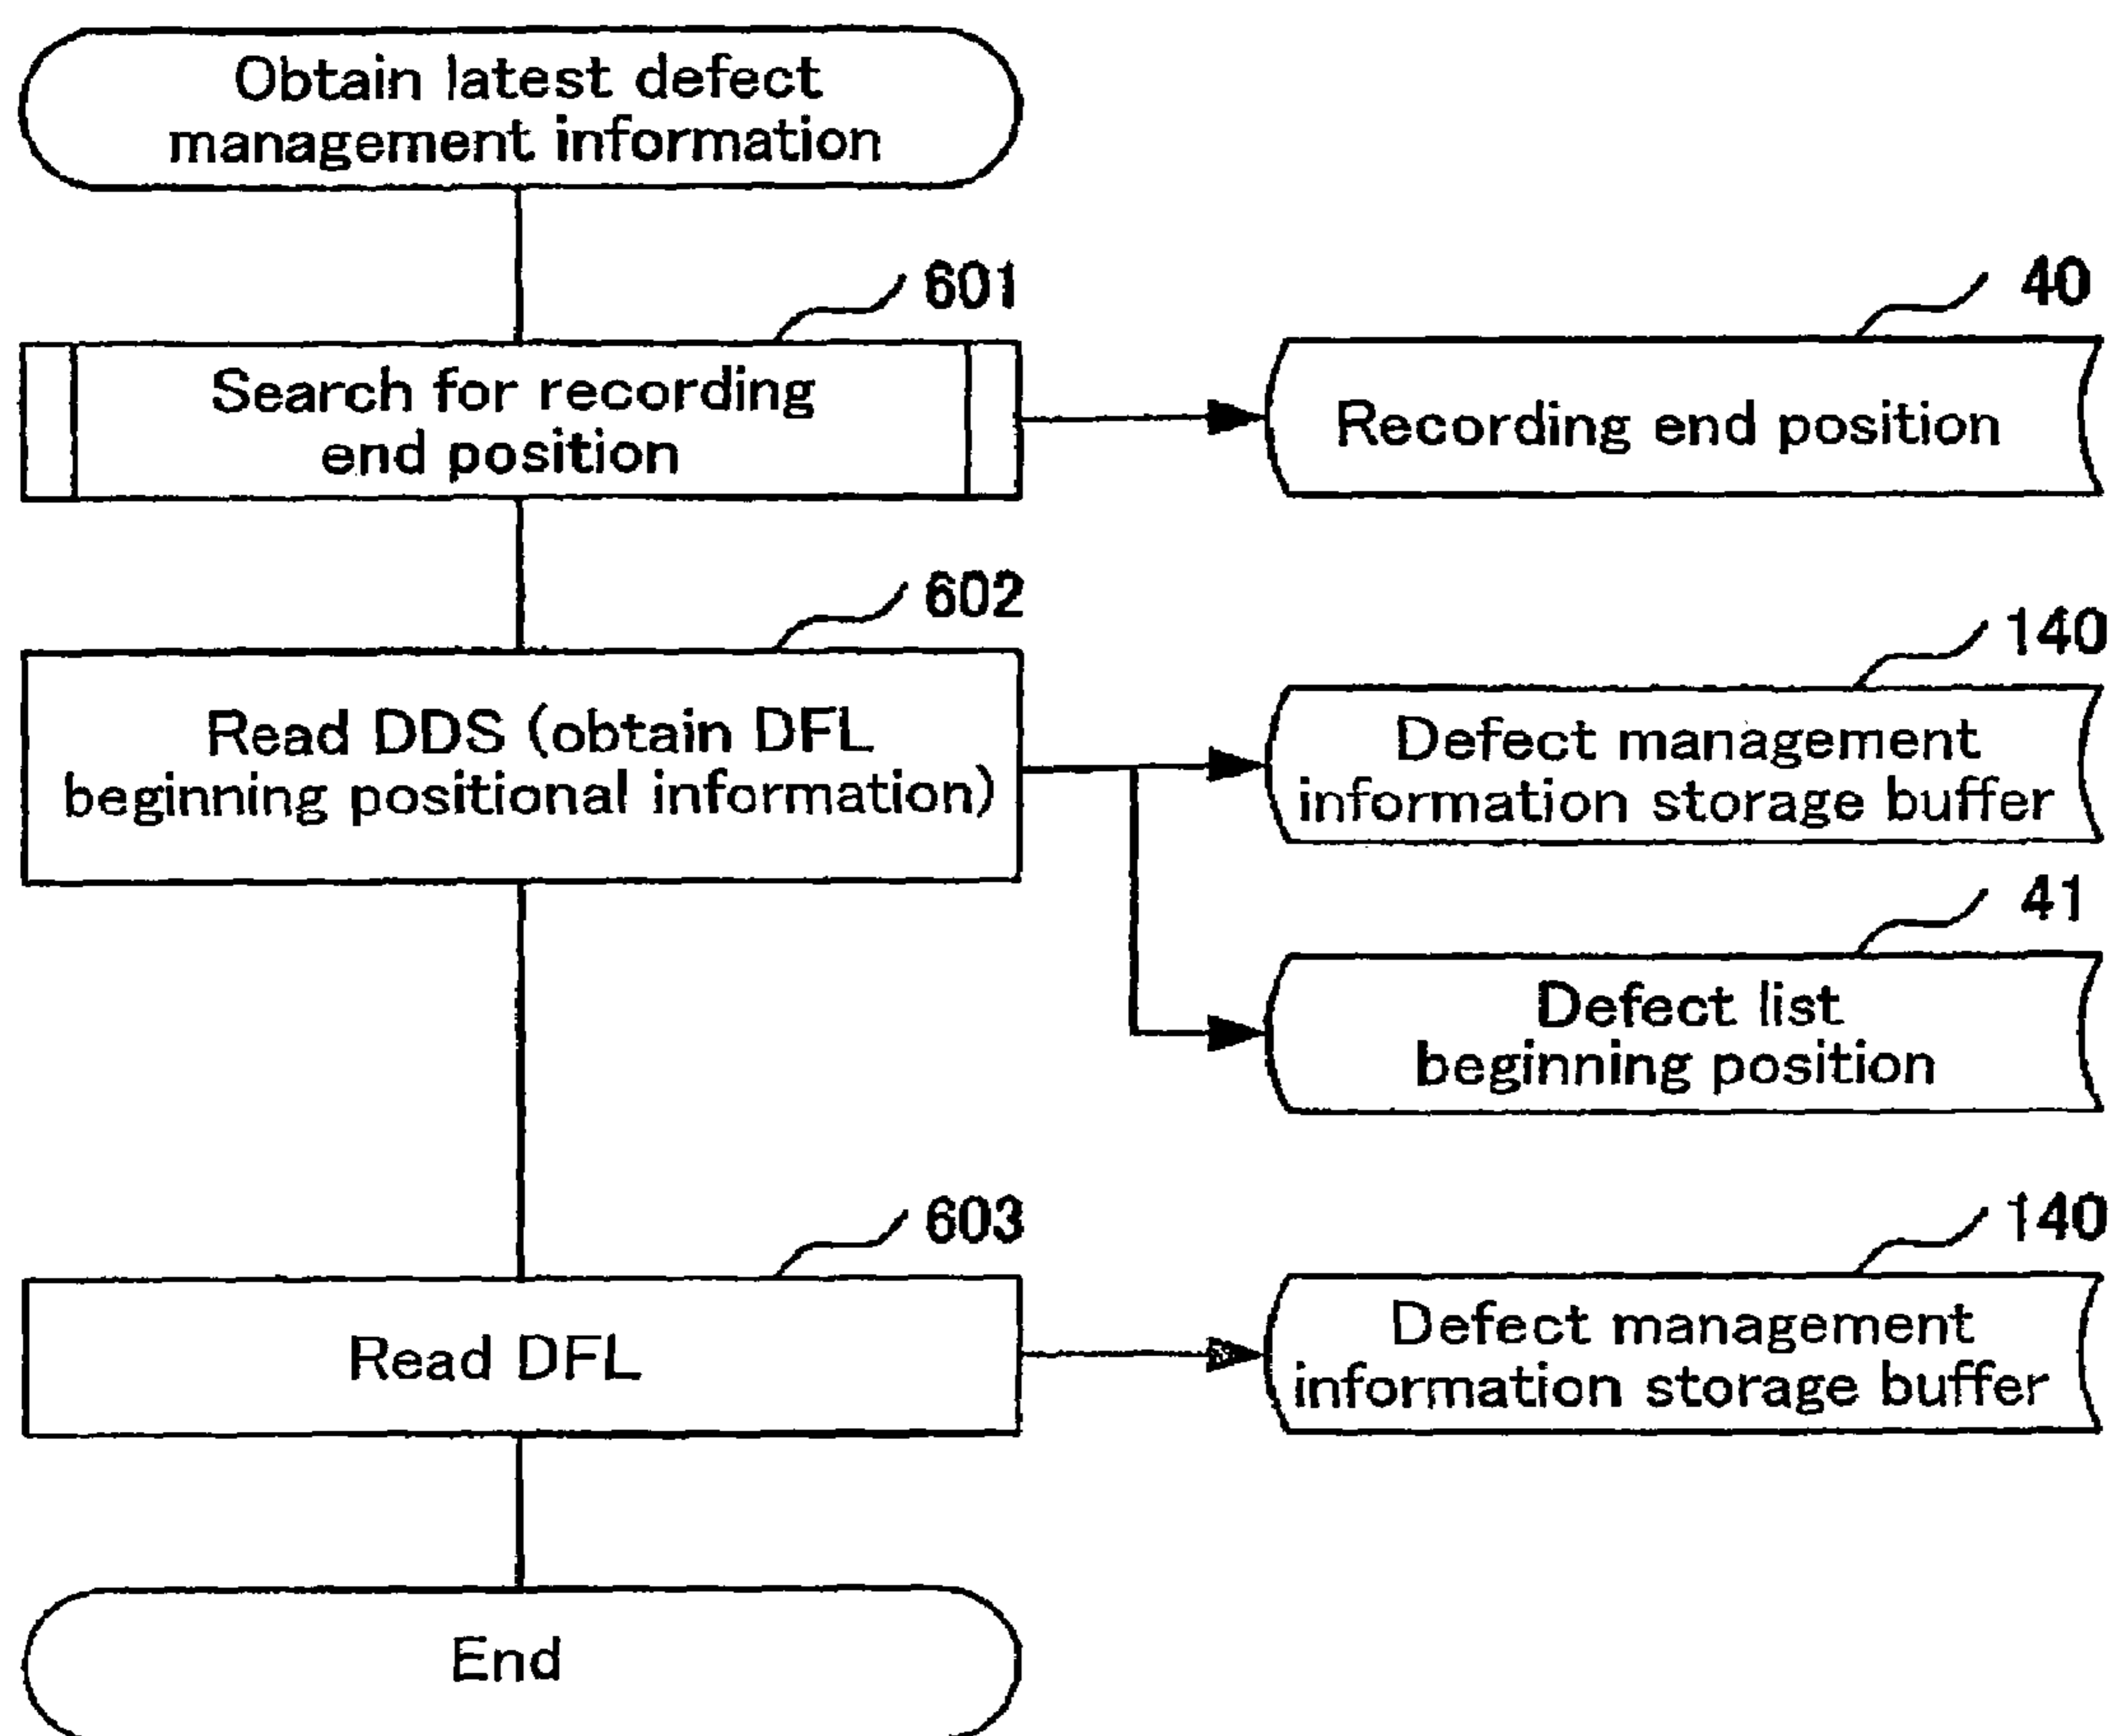 Obtain latest defect
management information
601
40
Search for recording
end position
Recording end position
602
140
Read DDS (obtain DFL
beginning positional information)
Defect management
information storage buffer
41
Defect list
beginning position
603
140
Read DFL
Defect management
information storage buffer
End